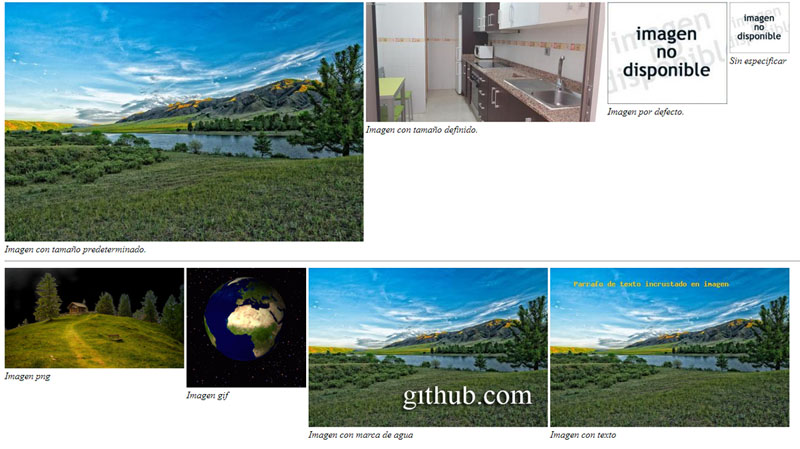 imagen
no
disponible
imagen
no
disponible
Sin especificar
Imagen por defecto.
Imagen con tamaño definido.
Imagen con tamaño predeterminado.
Parrafo de texto incrustado en imagen
github.com
Imagen png
Imagen gif
Imagen con marca de agua
Imagen con texto